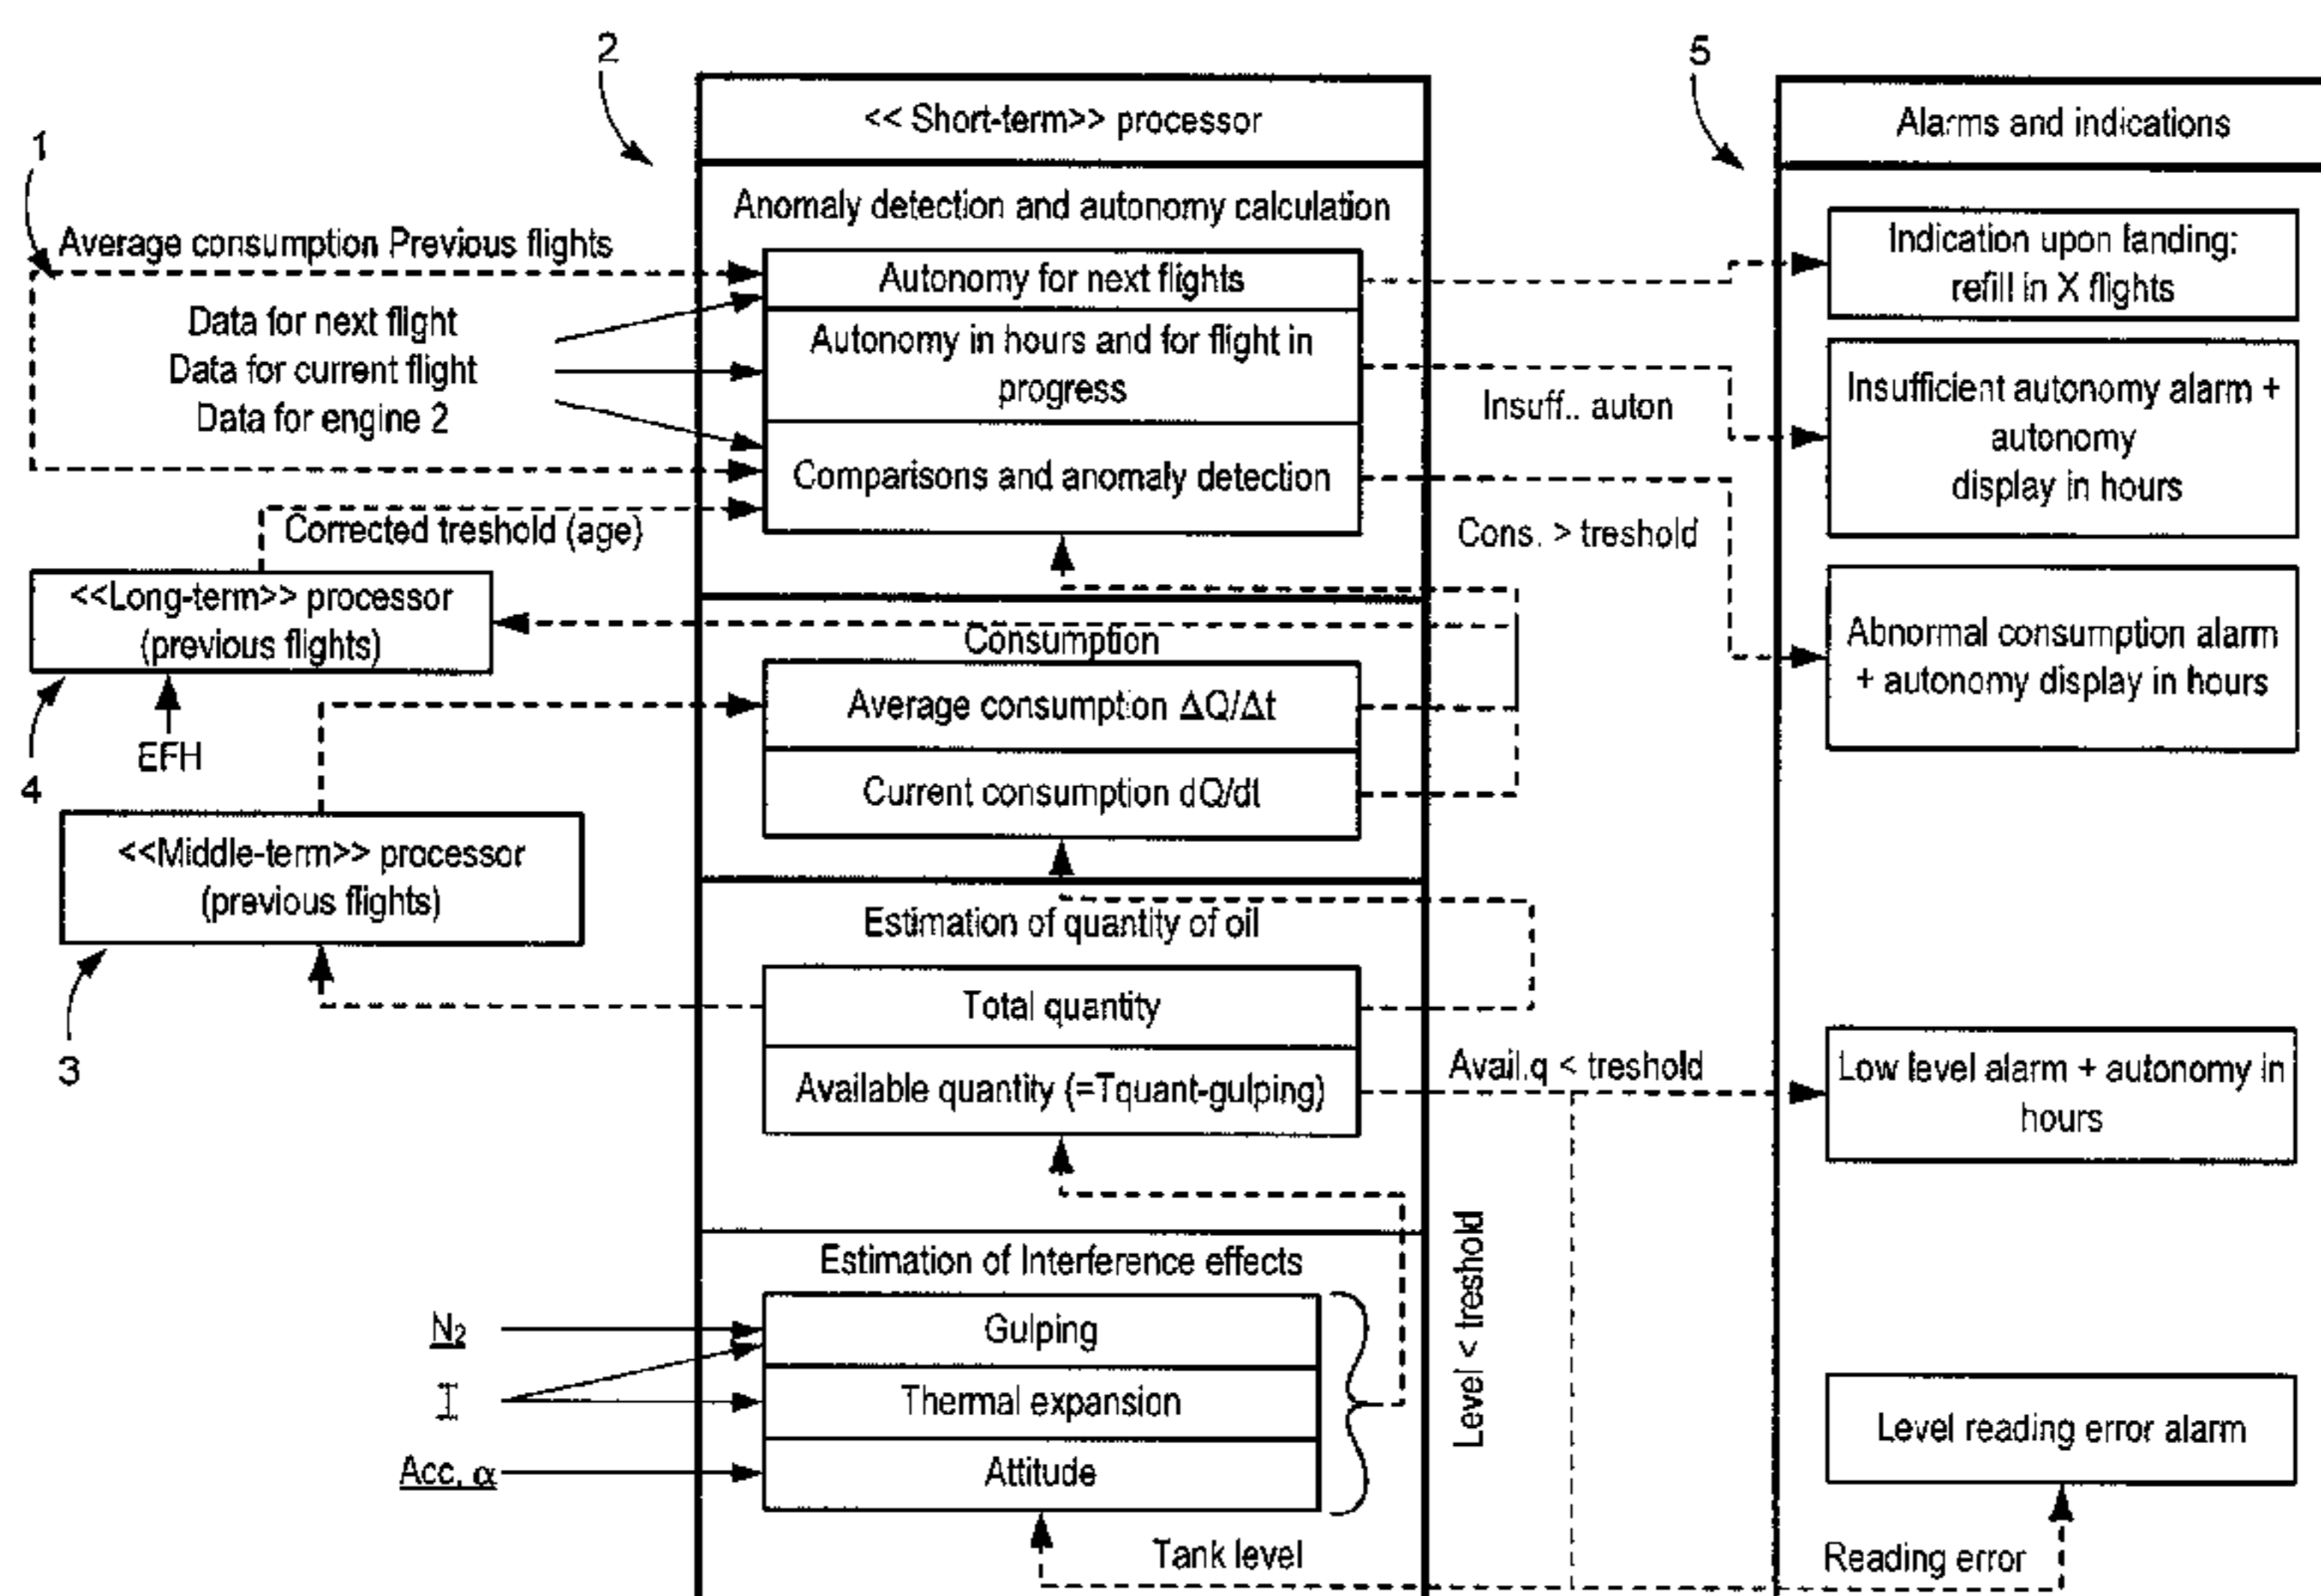 2
5
<< Short-term>> processor
Alarms and indications
1
Anomaly detection and autonomy calculation
Average consumption Previous flights
Autonomy for next flights
Indication upon landing:
refill in X flights
Data for next flight
Data for current flight
Data for engine 2
Autonomy in hours and for flight in
progress
Insuff.. auton
Insufficient autonomy alarm +
autonomy
display in hours
Comparisons and anomaly detection
Corrected treshold (age)
Cons. > treshold
<<Long-term>> processor
(previous flights)
Consumption
Abnormal consumption alarm
+ autonomy display in hours
Average consumption ΔQ/Δt
EFH
4
Current consumption dQ/dt
<<Middle-term>> processor
(previous flights)
Estimation of quantity of oil
Total quantity
3
Avail.q < treshold
Available quantity (=Tquant-gulping)
Low level alarm + autonomy in
hours
Level < treshold
Estimation of Interference effects
N2
Gulping
T
Thermal expansion
Acc, α
Attitude
Level reading error alarm
Tank level
Reading error